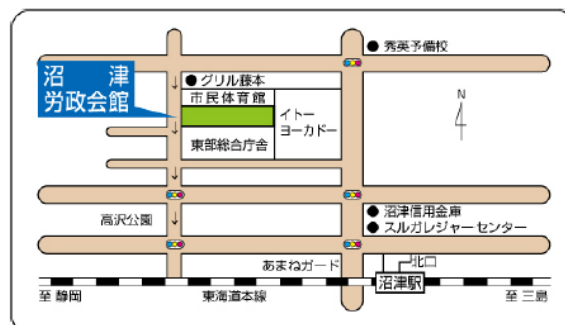 秀英予備校
沼津
労政会館
グリル藤本
市民体育館
イトー
ヨーカドー
東部総合庁舎
N
高沢公園
沼津信用金庫
スルガレジャーセンター
あまねガード
北口
沼津駅
至 静岡
東海道本線
至 三島